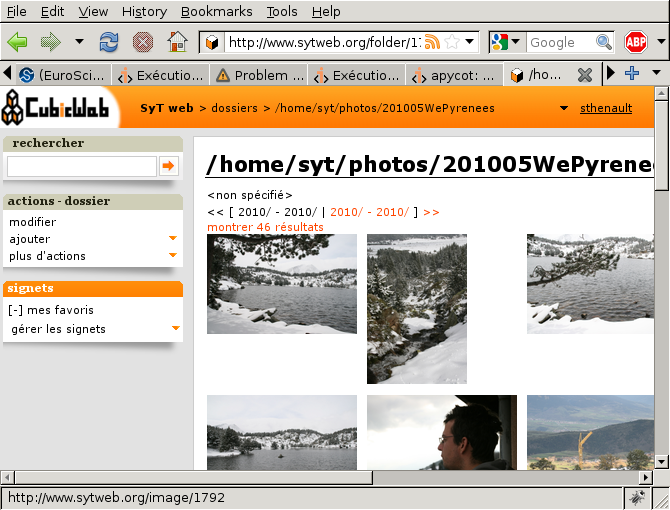 File Edit View History Bookmarks Tools Help
http://www.sytweb.org/folder/17
Google
ABP
(EuroSci
Exécutio...
Problem ...
Exécutio...
apycot: ...
/ho...
CubicWeb
SyT web > dossiers > /home/syt/photos/201005WePyrenees
sthenault
rechercher
actions - dossier
modifier
ajouter
plus d'actions
signets
[-] mes favoris
gérer les signets
/home/syt/photos/201005WePyrenee
<non spécifié>
<< [ 2010/ - 2010/ | 2010/ - 2010/ ] >>
montrer 46 résultats
http://www.sytweb.org/image/1792